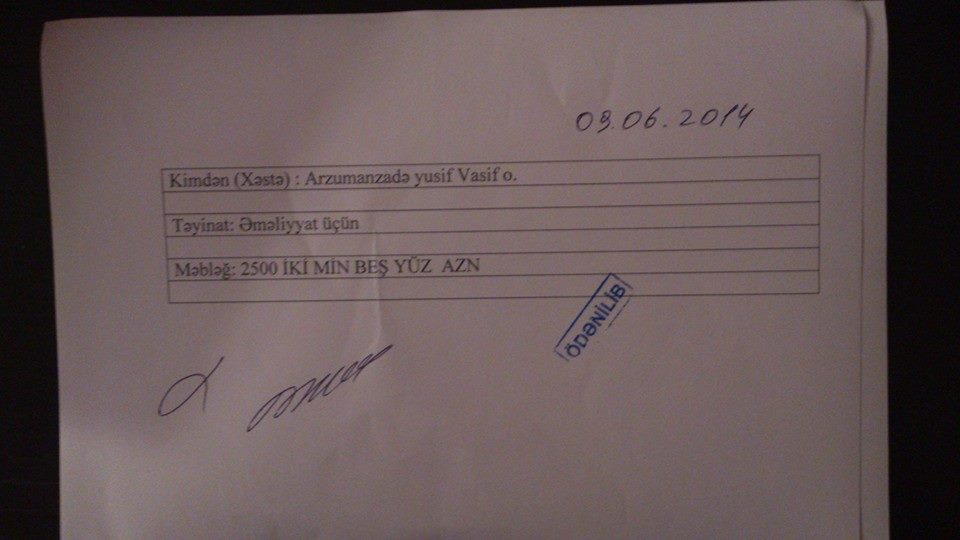 09.06.2014
Kimdən (Xəstə) : Arzumanzadə yusif Vasif o.
Təyinat: Əməliyyat üçün
Məbləğ: 2500 İKİ MİN BEŞ YÜZ AZN
ÖDƏNİLİB